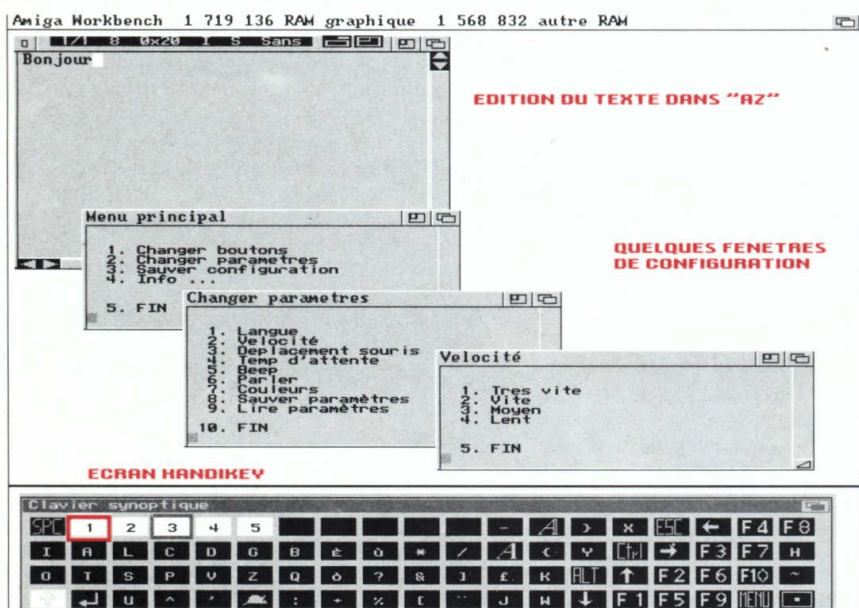 Amiga Workbench 1 719 136 RAM graphique 1 568 832 autre RAM
1/1 8 0x20 I S Sans
Bonjour
EDITION DU TEXTE DANS "AZ"
Menu principal
1. Changer boutons
2. Changer parametres
3. Sauver configuration
4. Info ...
5. FIN
QUELQUES FENETRES
DE CONFIGURATION
Changer parametres
1. Langue
2. Velocité
3. Deplacement souris
4. Temp d'attente
5. Beep
6. Parler
7. Couleurs
8. Sauver paramètres
9. Lire paramètres
10. FIN
Velocité
1. Tres vite
2. Vite
3. Moyen
4. Lent
5. FIN
ECRAN HANDIKEY
Clavier synoptique
SPC 1 2 3 4 5 - A > x ESC ← F4 F8
I A L C D G B è ù * / A < Y Ctrl → F3 F7 H
O T S P V Z Q ò ? & ) £ K ALT ↑ F2 F6 F10 ~
↵ U ^ ' : + % [ ¨ J W ↓ F1 F5 F9 MENU